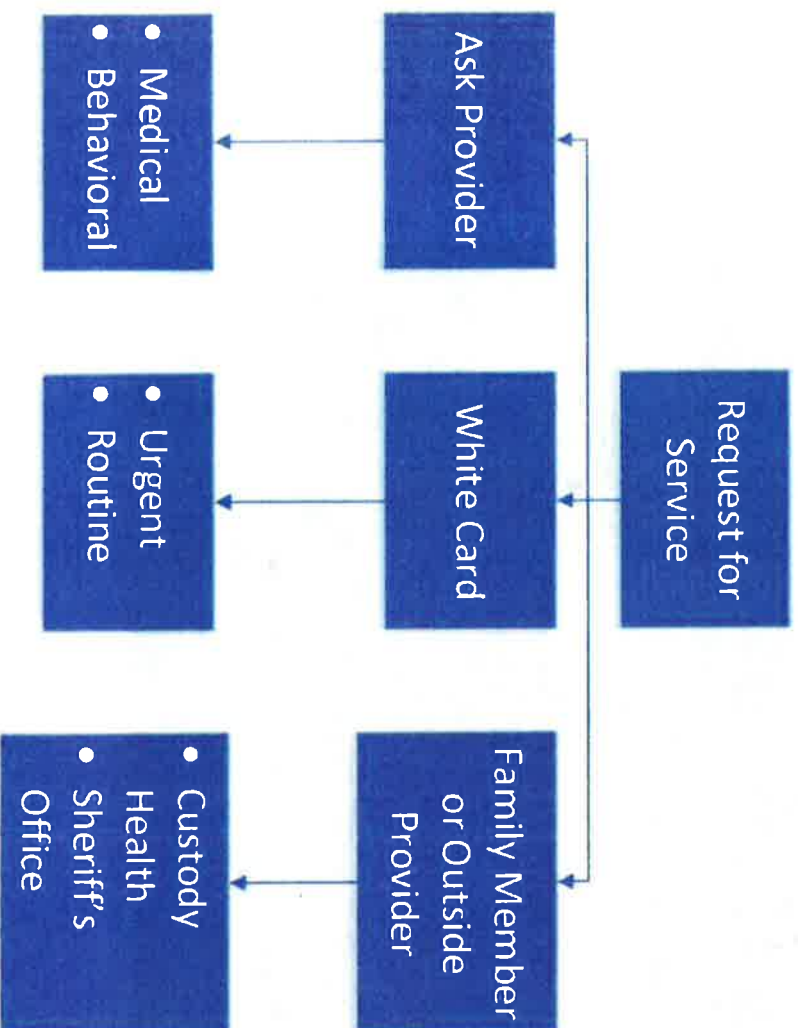 Request for
Service
Ask Provider
White Card
Family Member
or Outside
Provider
• Medical
• Behavioral
• Urgent
• Routine
• Custody
Health
• Sheriff's
Office